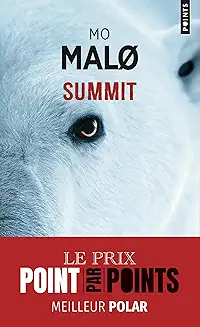 POINTS
MO
MALØ
SUMMIT
LE PRIX
POINT PAR POINTS
MEILLEUR POLAR